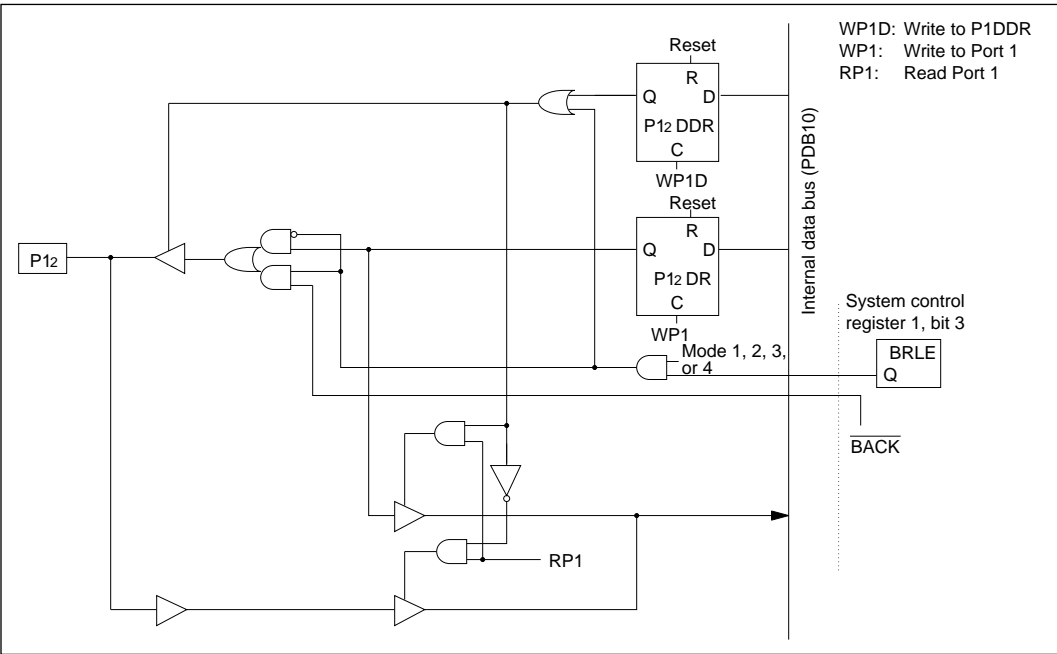 WP1D: Write to P1DDR
WP1: Write to Port 1
RP1: Read Port 1
Reset
R
Q
D
P12 DDR
C
WP1D
Reset
R
Q
D
P12 DR
C
WP1
P12
Internal data bus (PDB10)
System control
register 1, bit 3
Mode 1, 2, 3,
or 4
BRLE
Q
BACK
RP1